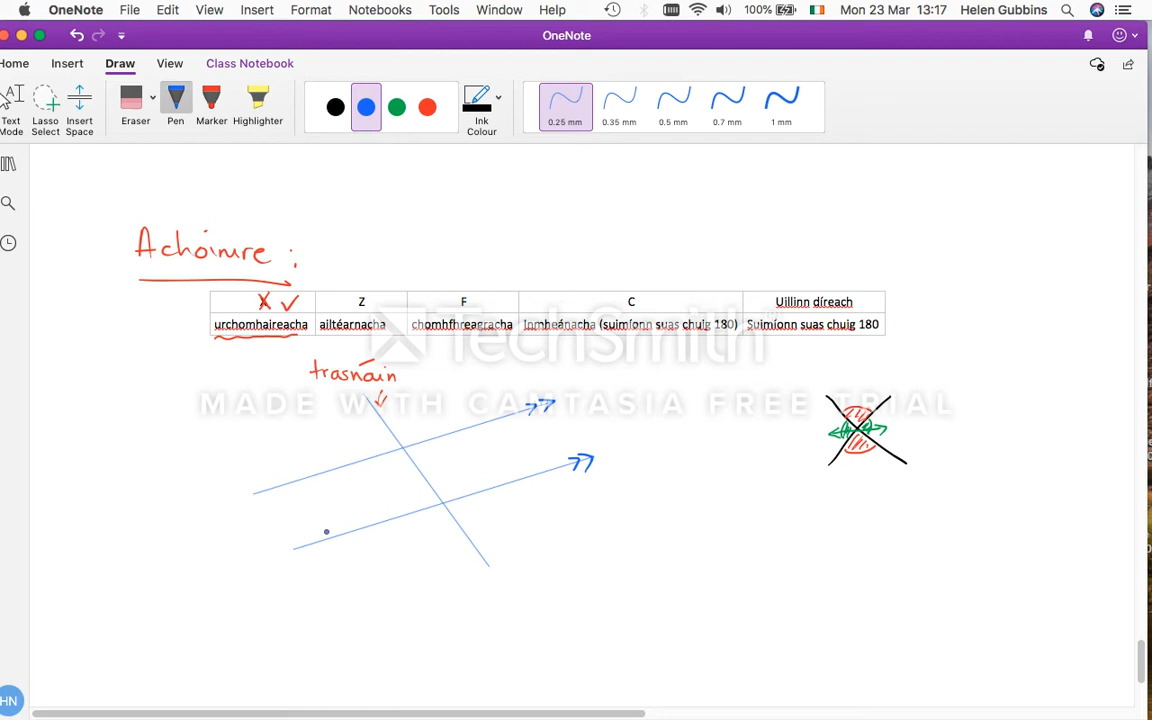 OneNote File Edit View Insert Format Notebooks Tools Window Help 100% Mon 23 Mar 13:17 Helen Gubbins
OneNote
Home Insert Draw View Class Notebook
Text Mode
Lasso Select
Insert Space
Eraser
Pen
Marker
Highlighter
Ink Colour
0.25 mm
0.35 mm
0.5 mm
0.7 mm
1 mm
Achoimre :
X Z F C Uillinn díreach
urchomhaireacha ailtéarnacha chomhfhreagracha Inmheánacha (suimíonn suas chuig 180) Suimíonn suas chuig 180
TechSmith
trasnáin
MADE WITH CAMTASIA FREE TRIAL
HN